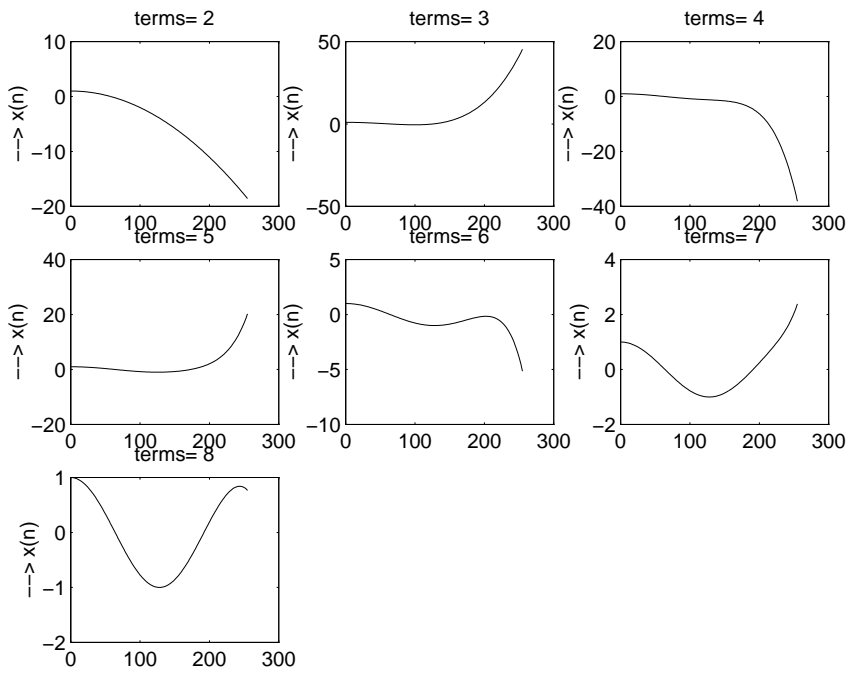 terms= 2
10
0
−10
−20
−−> x(n)
0 100 200 300
terms= 3
50
0
−50
−−> x(n)
0 100 200 300
terms= 4
20
0
−20
−40
−−> x(n)
0 100 200 300
terms= 5
40
20
0
−20
−−> x(n)
0 100 200 300
terms= 6
5
0
−5
−10
−−> x(n)
0 100 200 300
terms= 7
4
2
0
−2
−−> x(n)
0 100 200 300
terms= 8
1
0
−1
−2
−−> x(n)
0 100 200 300